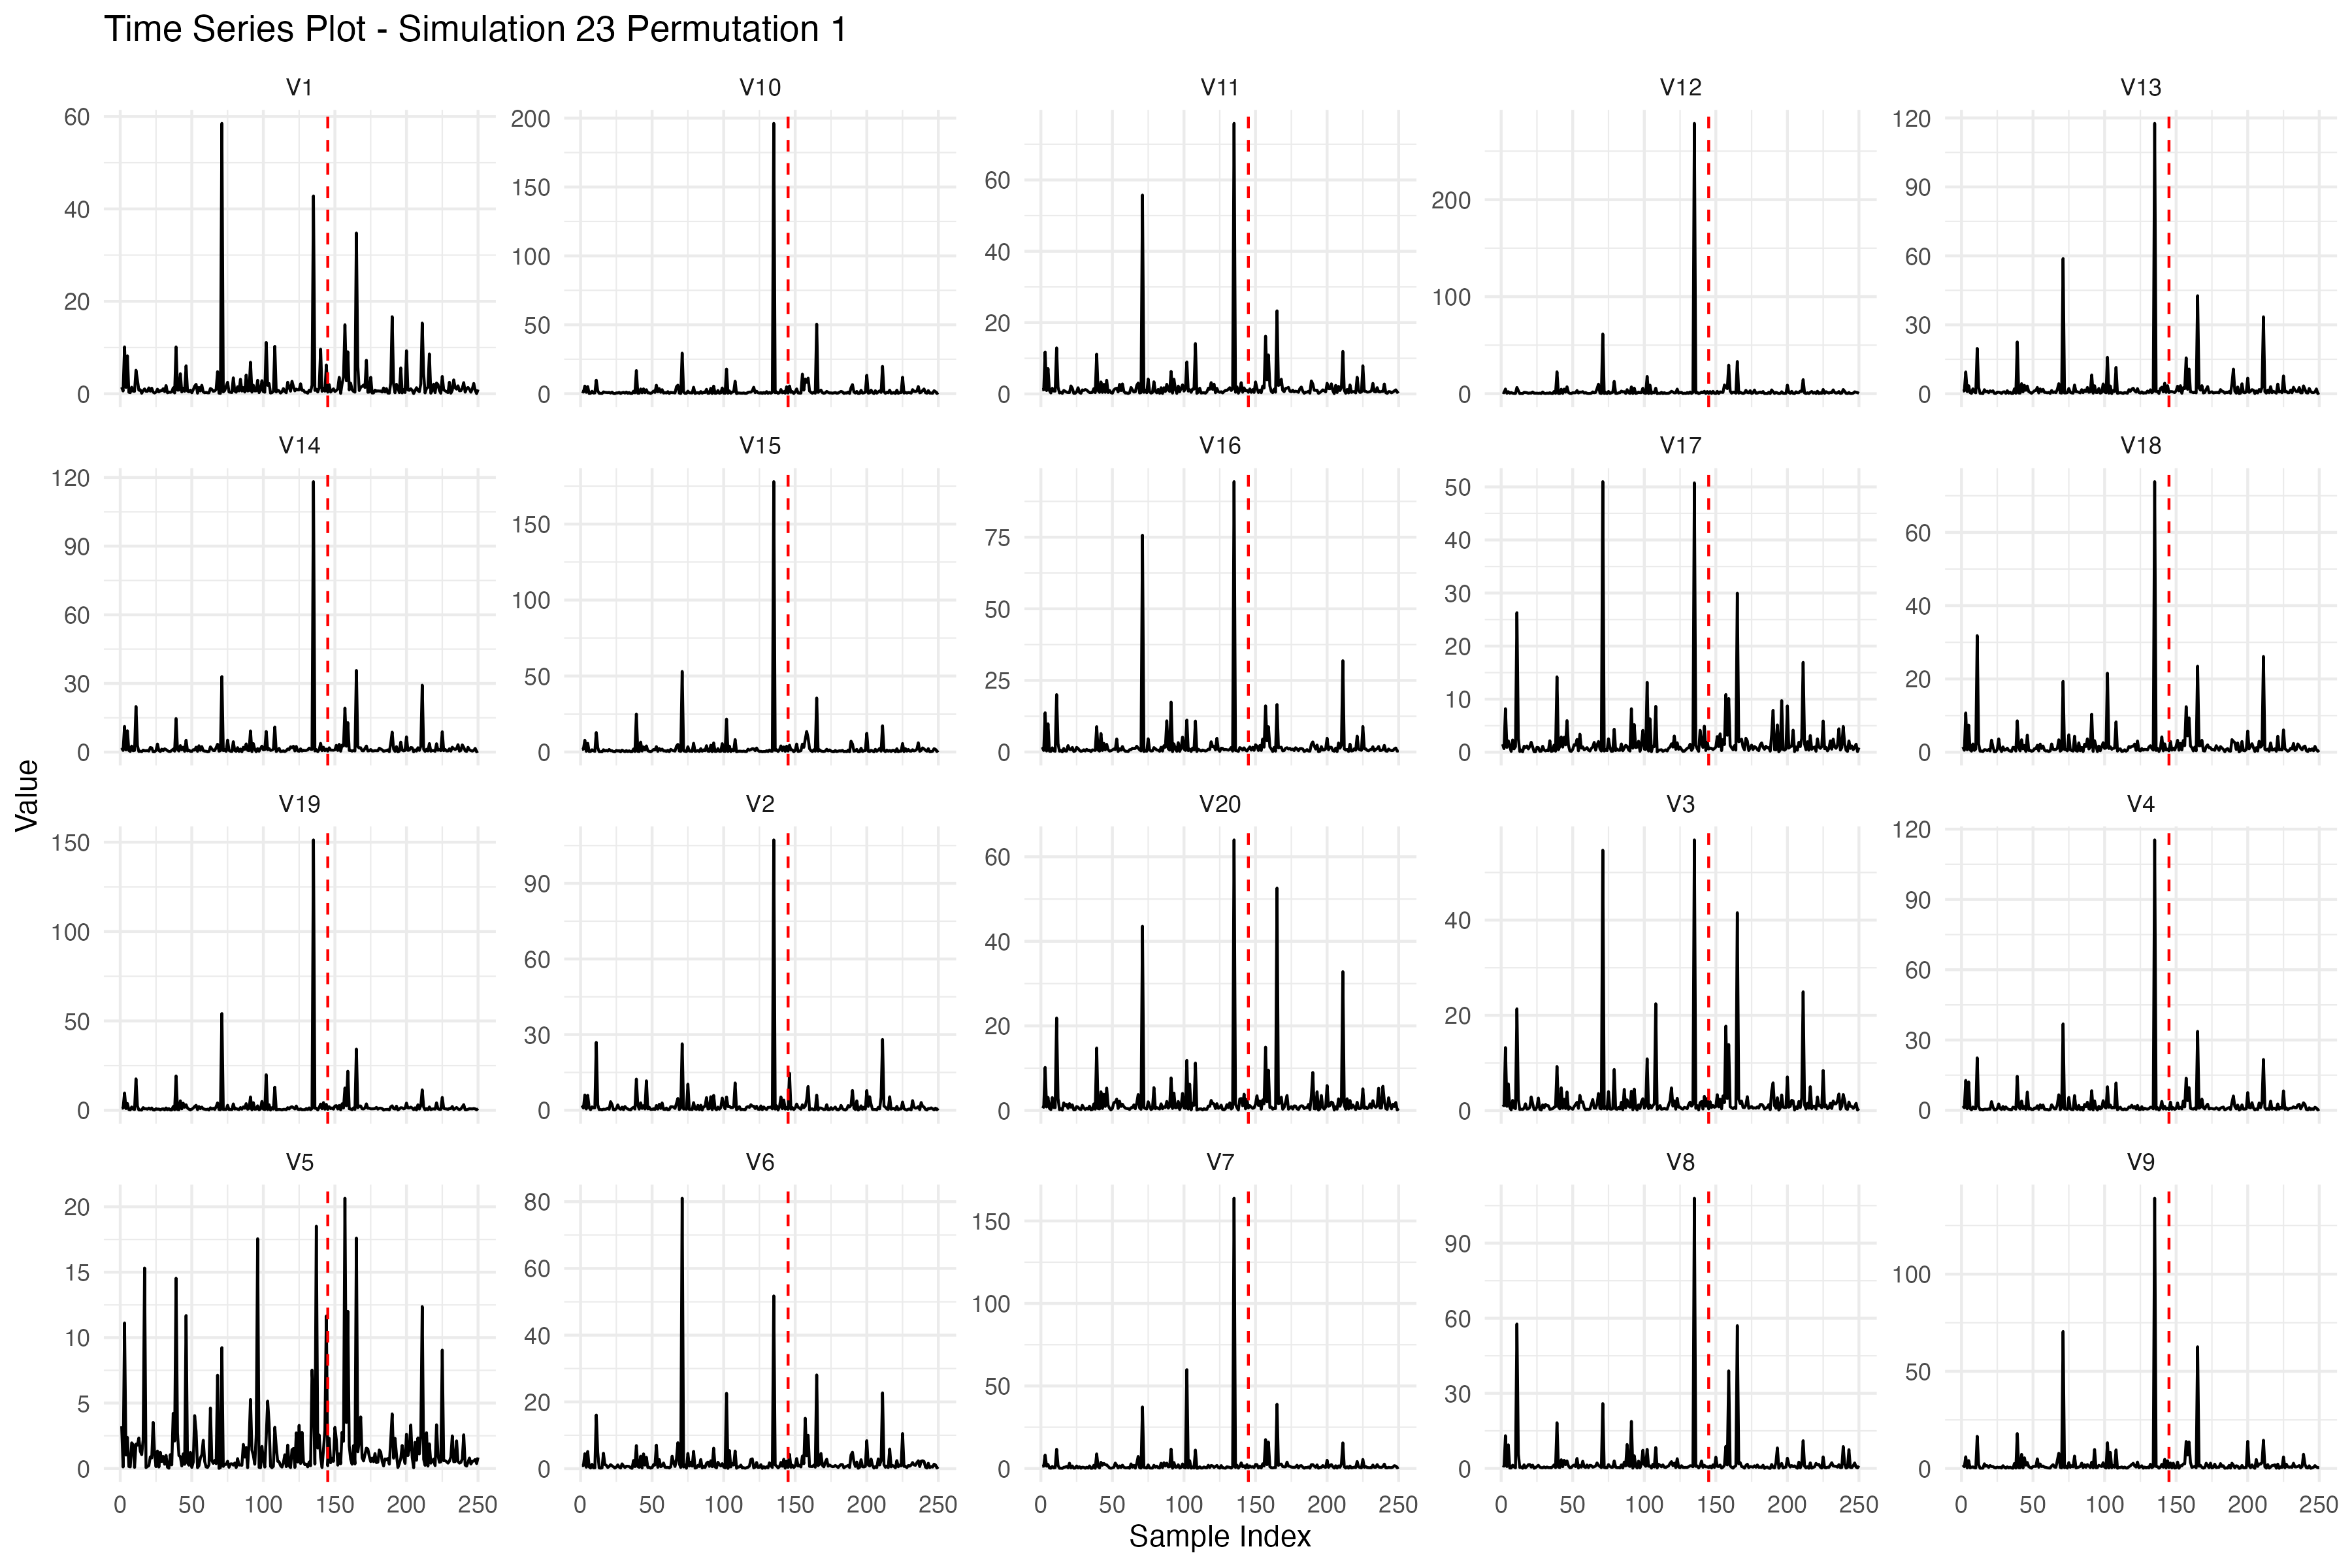 Time Series Plot - Simulation 23 Permutation 1
V1 V10 V11 V12 V13
60 40 20 0
200 150 100 50 0
60 40 20 0
200 100 0
120 90 60 30 0
V14 V15 V16 V17 V18
120 90 60 30 0
150 100 50 0
75 50 25 0
50 40 30 20 10 0
60 40 20 0
Value
V19 V2 V20 V3 V4
150 100 50 0
90 60 30 0
60 40 20 0
40 20 0
120 90 60 30 0
V5 V6 V7 V8 V9
20 15 10 5 0
80 60 40 20 0
150 100 50 0
90 60 30 0
100 50 0
0 50 100 150 200 250 0 50 100 150 200 250 0 50 100 150 200 250 0 50 100 150 200 250 0 50 100 150 200 250
Sample Index